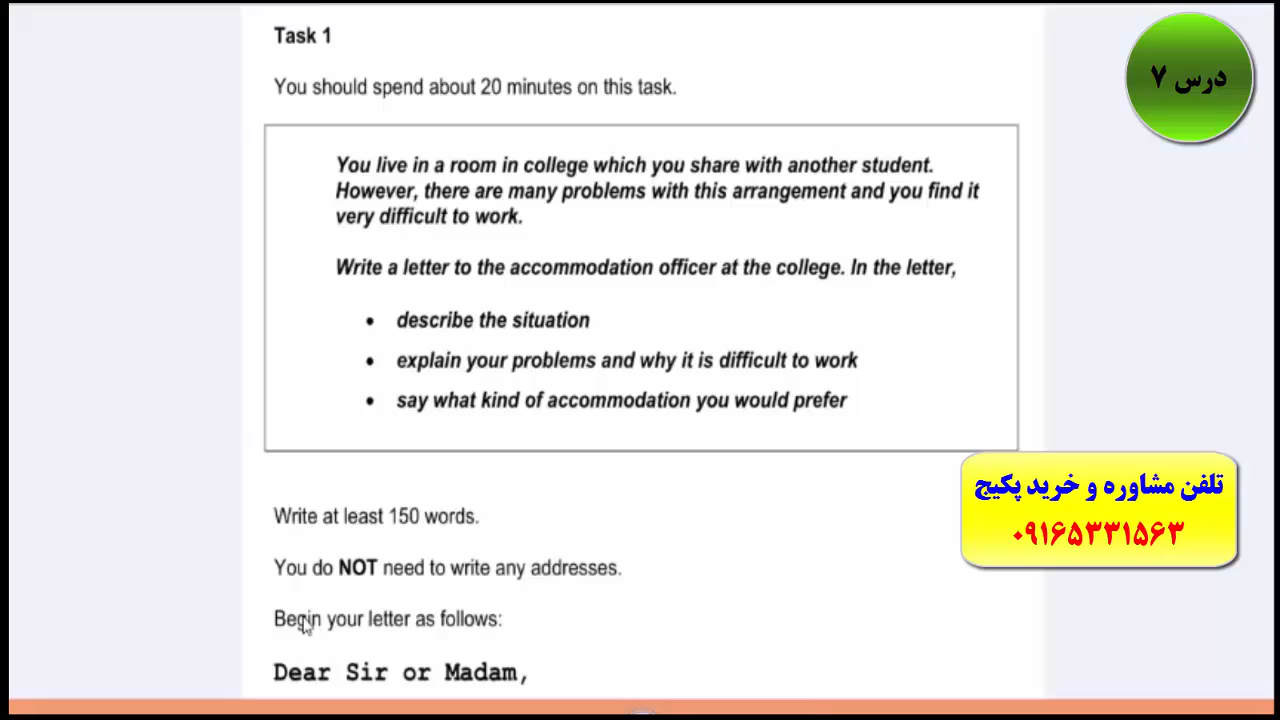 Task 1
You should spend about 20 minutes on this task.
You live in a room in college which you share with another student.
However, there are many problems with this arrangement and you find it
very difficult to work.
Write a letter to the accommodation officer at the college. In the letter,
• describe the situation
• explain your problems and why it is difficult to work
• say what kind of accommodation you would prefer
Write at least 150 words.
You do NOT need to write any addresses.
Begin your letter as follows:
Dear Sir or Madam,
درس ۷
تلفن مشاوره و خرید پکیج
۰۹۱۶۵۳۳۱۵۶۳